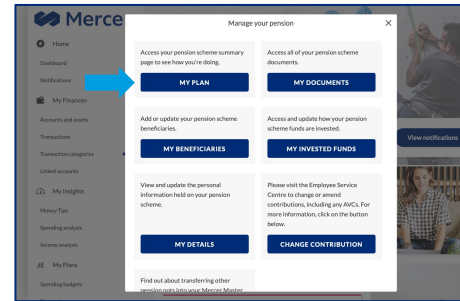 Merce
Manage your pension
Home
Dashboard
Notifications
My Finances
Accounts and assets
Transactions
Transaction categories
Linked accounts
My Insights
Money Tips
Spending analysis
Income analysis
My Plans
Spending budgets
Access your pension scheme summary
page to see how you're doing.
MY PLAN
Access all of your pension scheme
documents.
MY DOCUMENTS
Add or update your pension scheme
beneficiaries.
MY BENEFICIARIES
Access and update how your pension
scheme funds are invested.
MY INVESTED FUNDS
View and update the personal
information held on your pension
scheme.
MY DETAILS
Please visit the Employee Service
Centre to change or amend
contributions, including any AVCs. For
more information, click on the button
below.
CHANGE CONTRIBUTION
Find out about transferring other
pension pots into your Mercer Master
View notifications